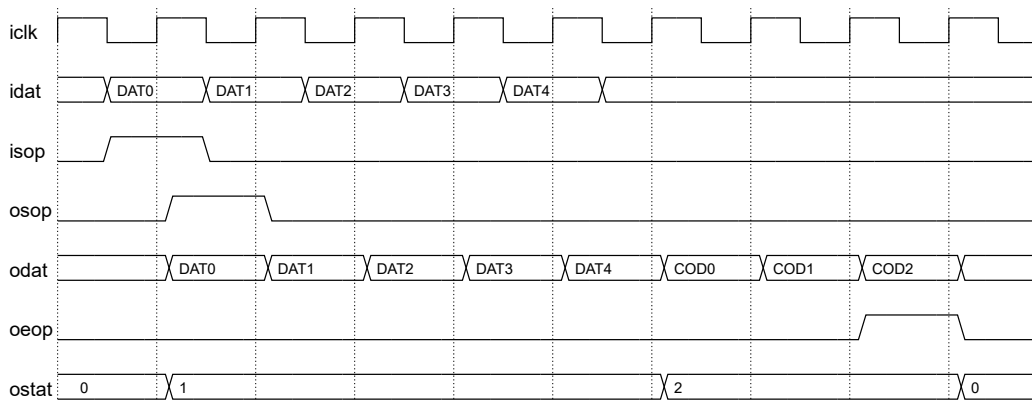 iclk
idat DAT0 DAT1 DAT2 DAT3 DAT4
isop
osop
odat DAT0 DAT1 DAT2 DAT3 DAT4 COD0 COD1 COD2
oeop
ostat 0 1 2 0